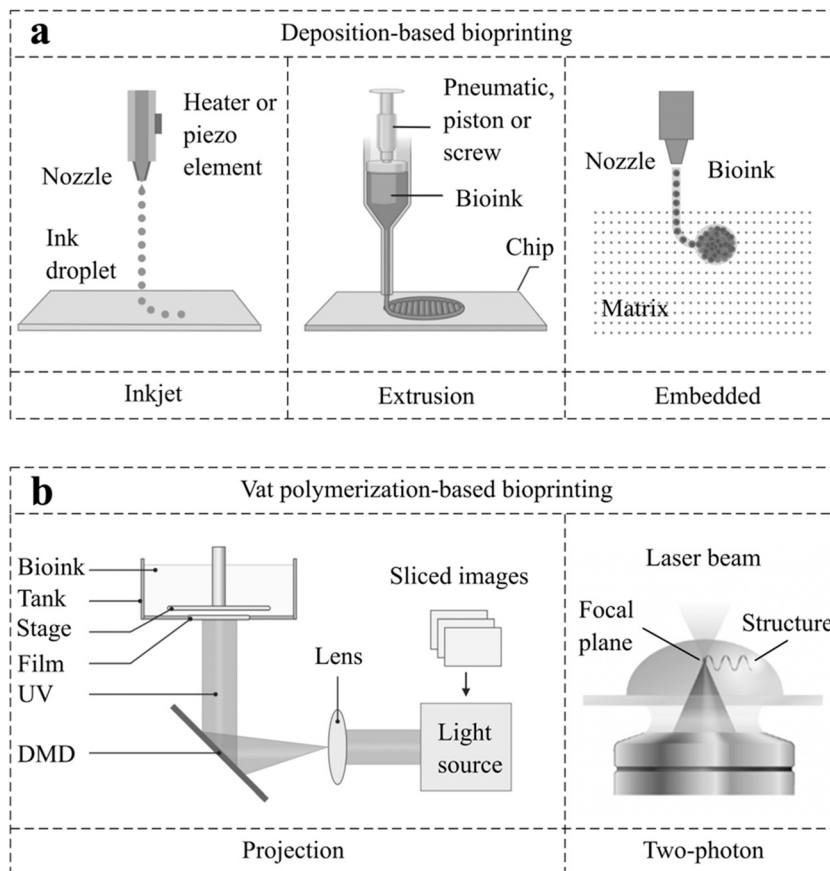 a
Deposition-based bioprinting
Heater or
piezo
element
Nozzle
Ink
droplet
Pneumatic,
piston or
screw
Bioink
Chip
Nozzle
Bioink
Matrix
Inkjet
Extrusion
Embedded
b
Vat polymerization-based bioprinting
Bioink
Tank
Stage
Film
UV
DMD
Lens
Sliced images
Light
source
Laser beam
Focal
plane
Structure
Projection
Two-photon